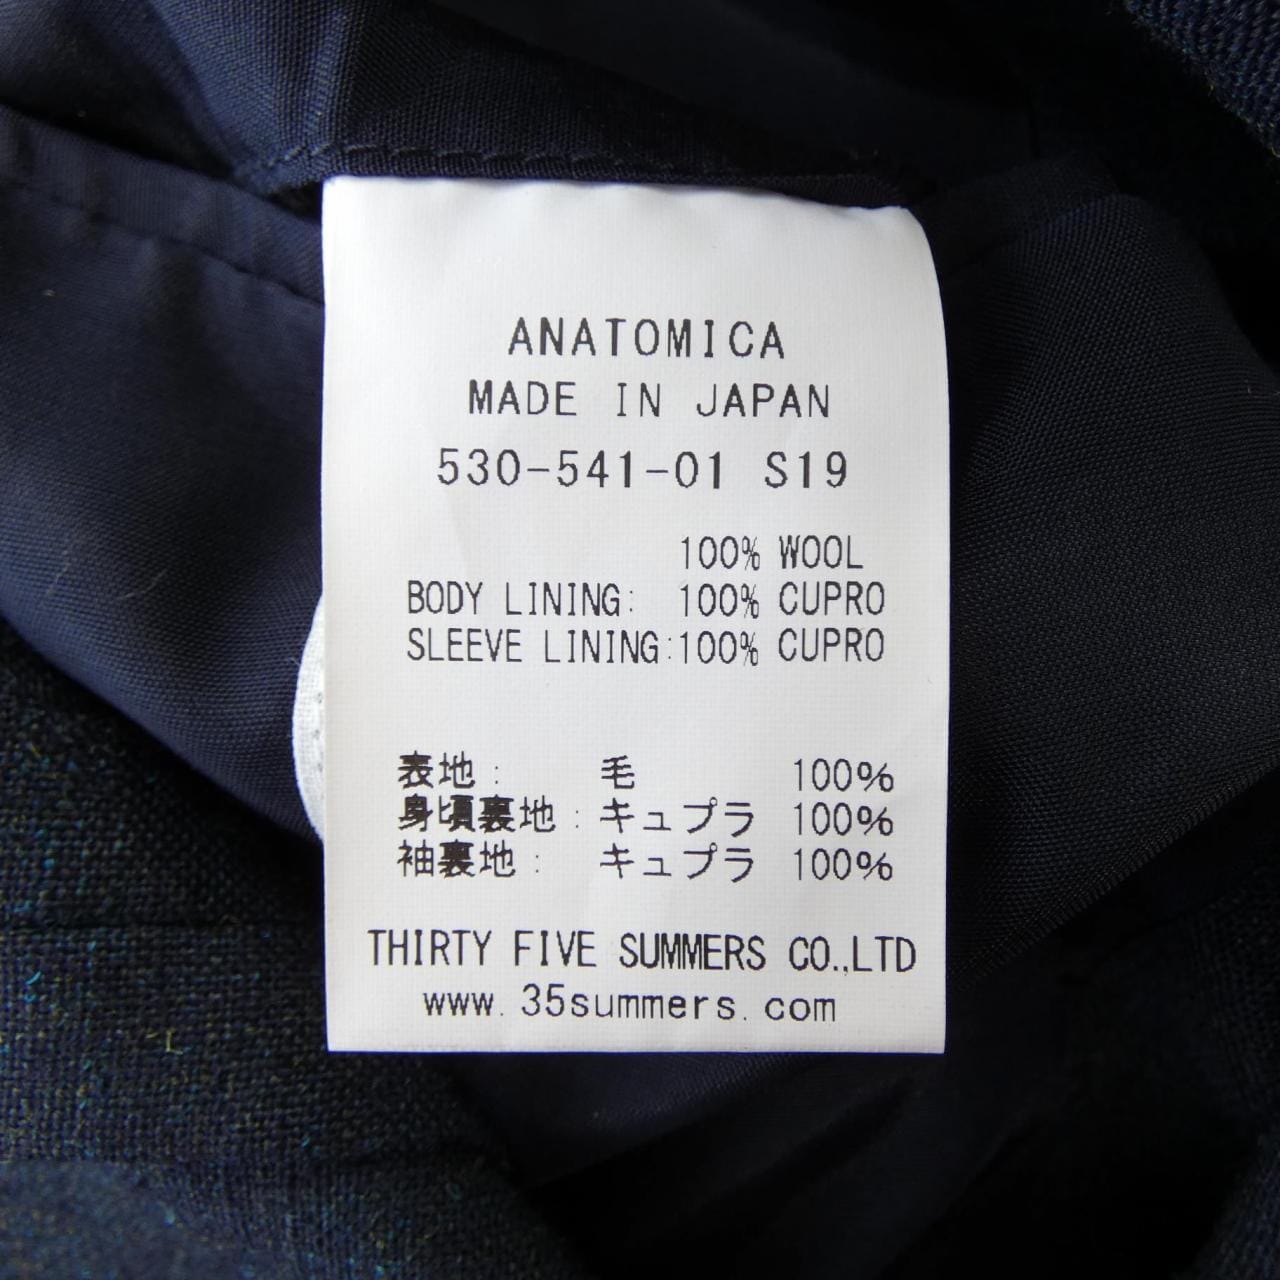 ANATOMICA
MADE IN JAPAN
530-541-01 S19
100% WOOL
BODY LINING: 100% CUPRO
SLEEVE LINING:100% CUPRO
表地: 毛 100%
身頃裏地: キュプラ 100%
袖裏地: キュプラ 100%
THIRTY FIVE SUMMERS CO.,LTD
www.35summers.com